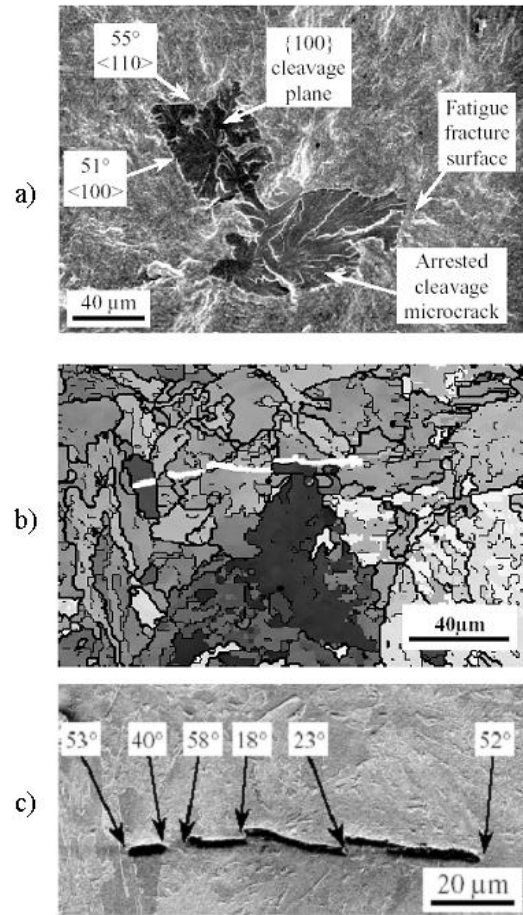 a)
55°
<110>
{100}
cleavage
plane
Fatigue
fracture
surface
51°
<100>
Arrested
cleavage
microcrack
40 µm
b)
40µm
c)
53°
40°
58°
18°
23°
52°
20 µm